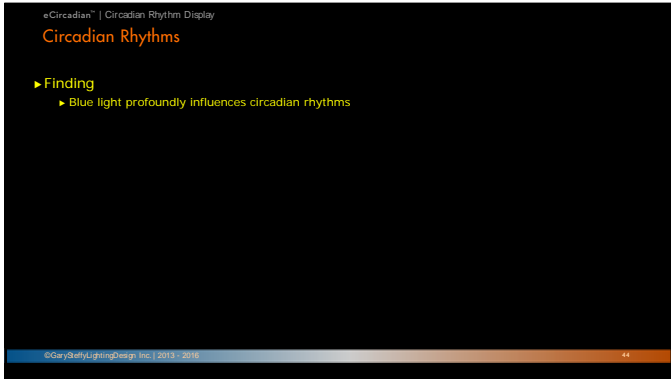 eCircadian™ | Circadian Rhythm Display
Circadian Rhythms
▸Finding
▸ Blue light profoundly influences circadian rhythms
©GarySteffyLightingDesign Inc. | 2013 - 2016 44